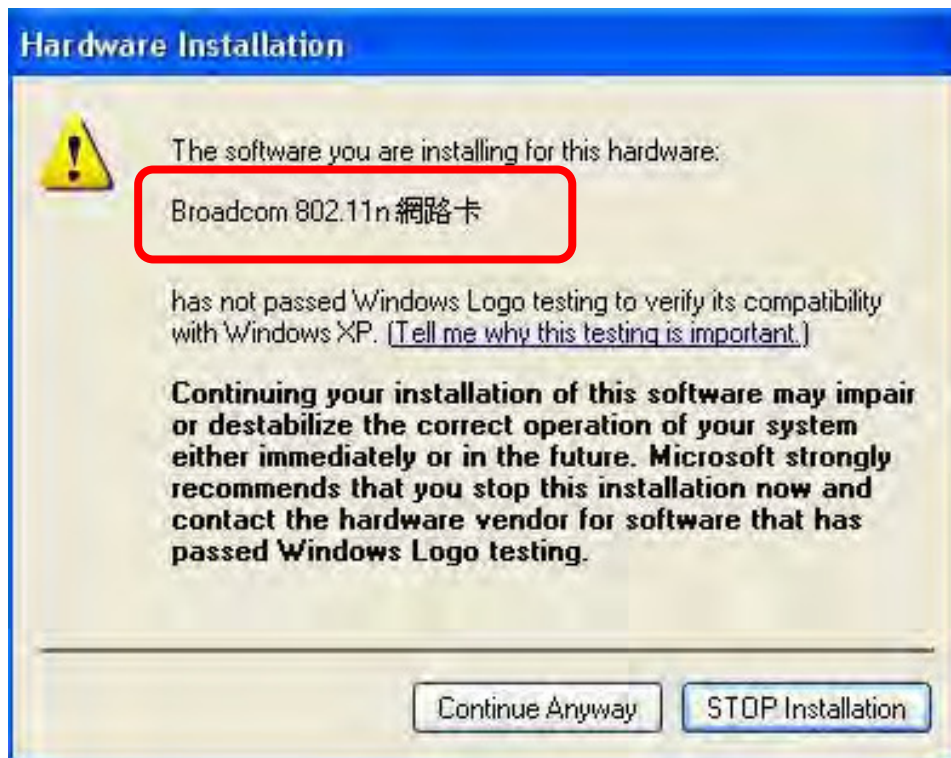 Hardware Installation
The software you are installing for this hardware:
Broadcom 802.11n 網路卡
has not passed Windows Logo testing to verify its compatibility
with Windows XP. (Tell me why this testing is important.)
Continuing your installation of this software may impair
or destabilize the correct operation of your system
either immediately or in the future. Microsoft strongly
recommends that you stop this installation now and
contact the hardware vendor for software that has
passed Windows Logo testing.
Continue Anyway
STOP Installation